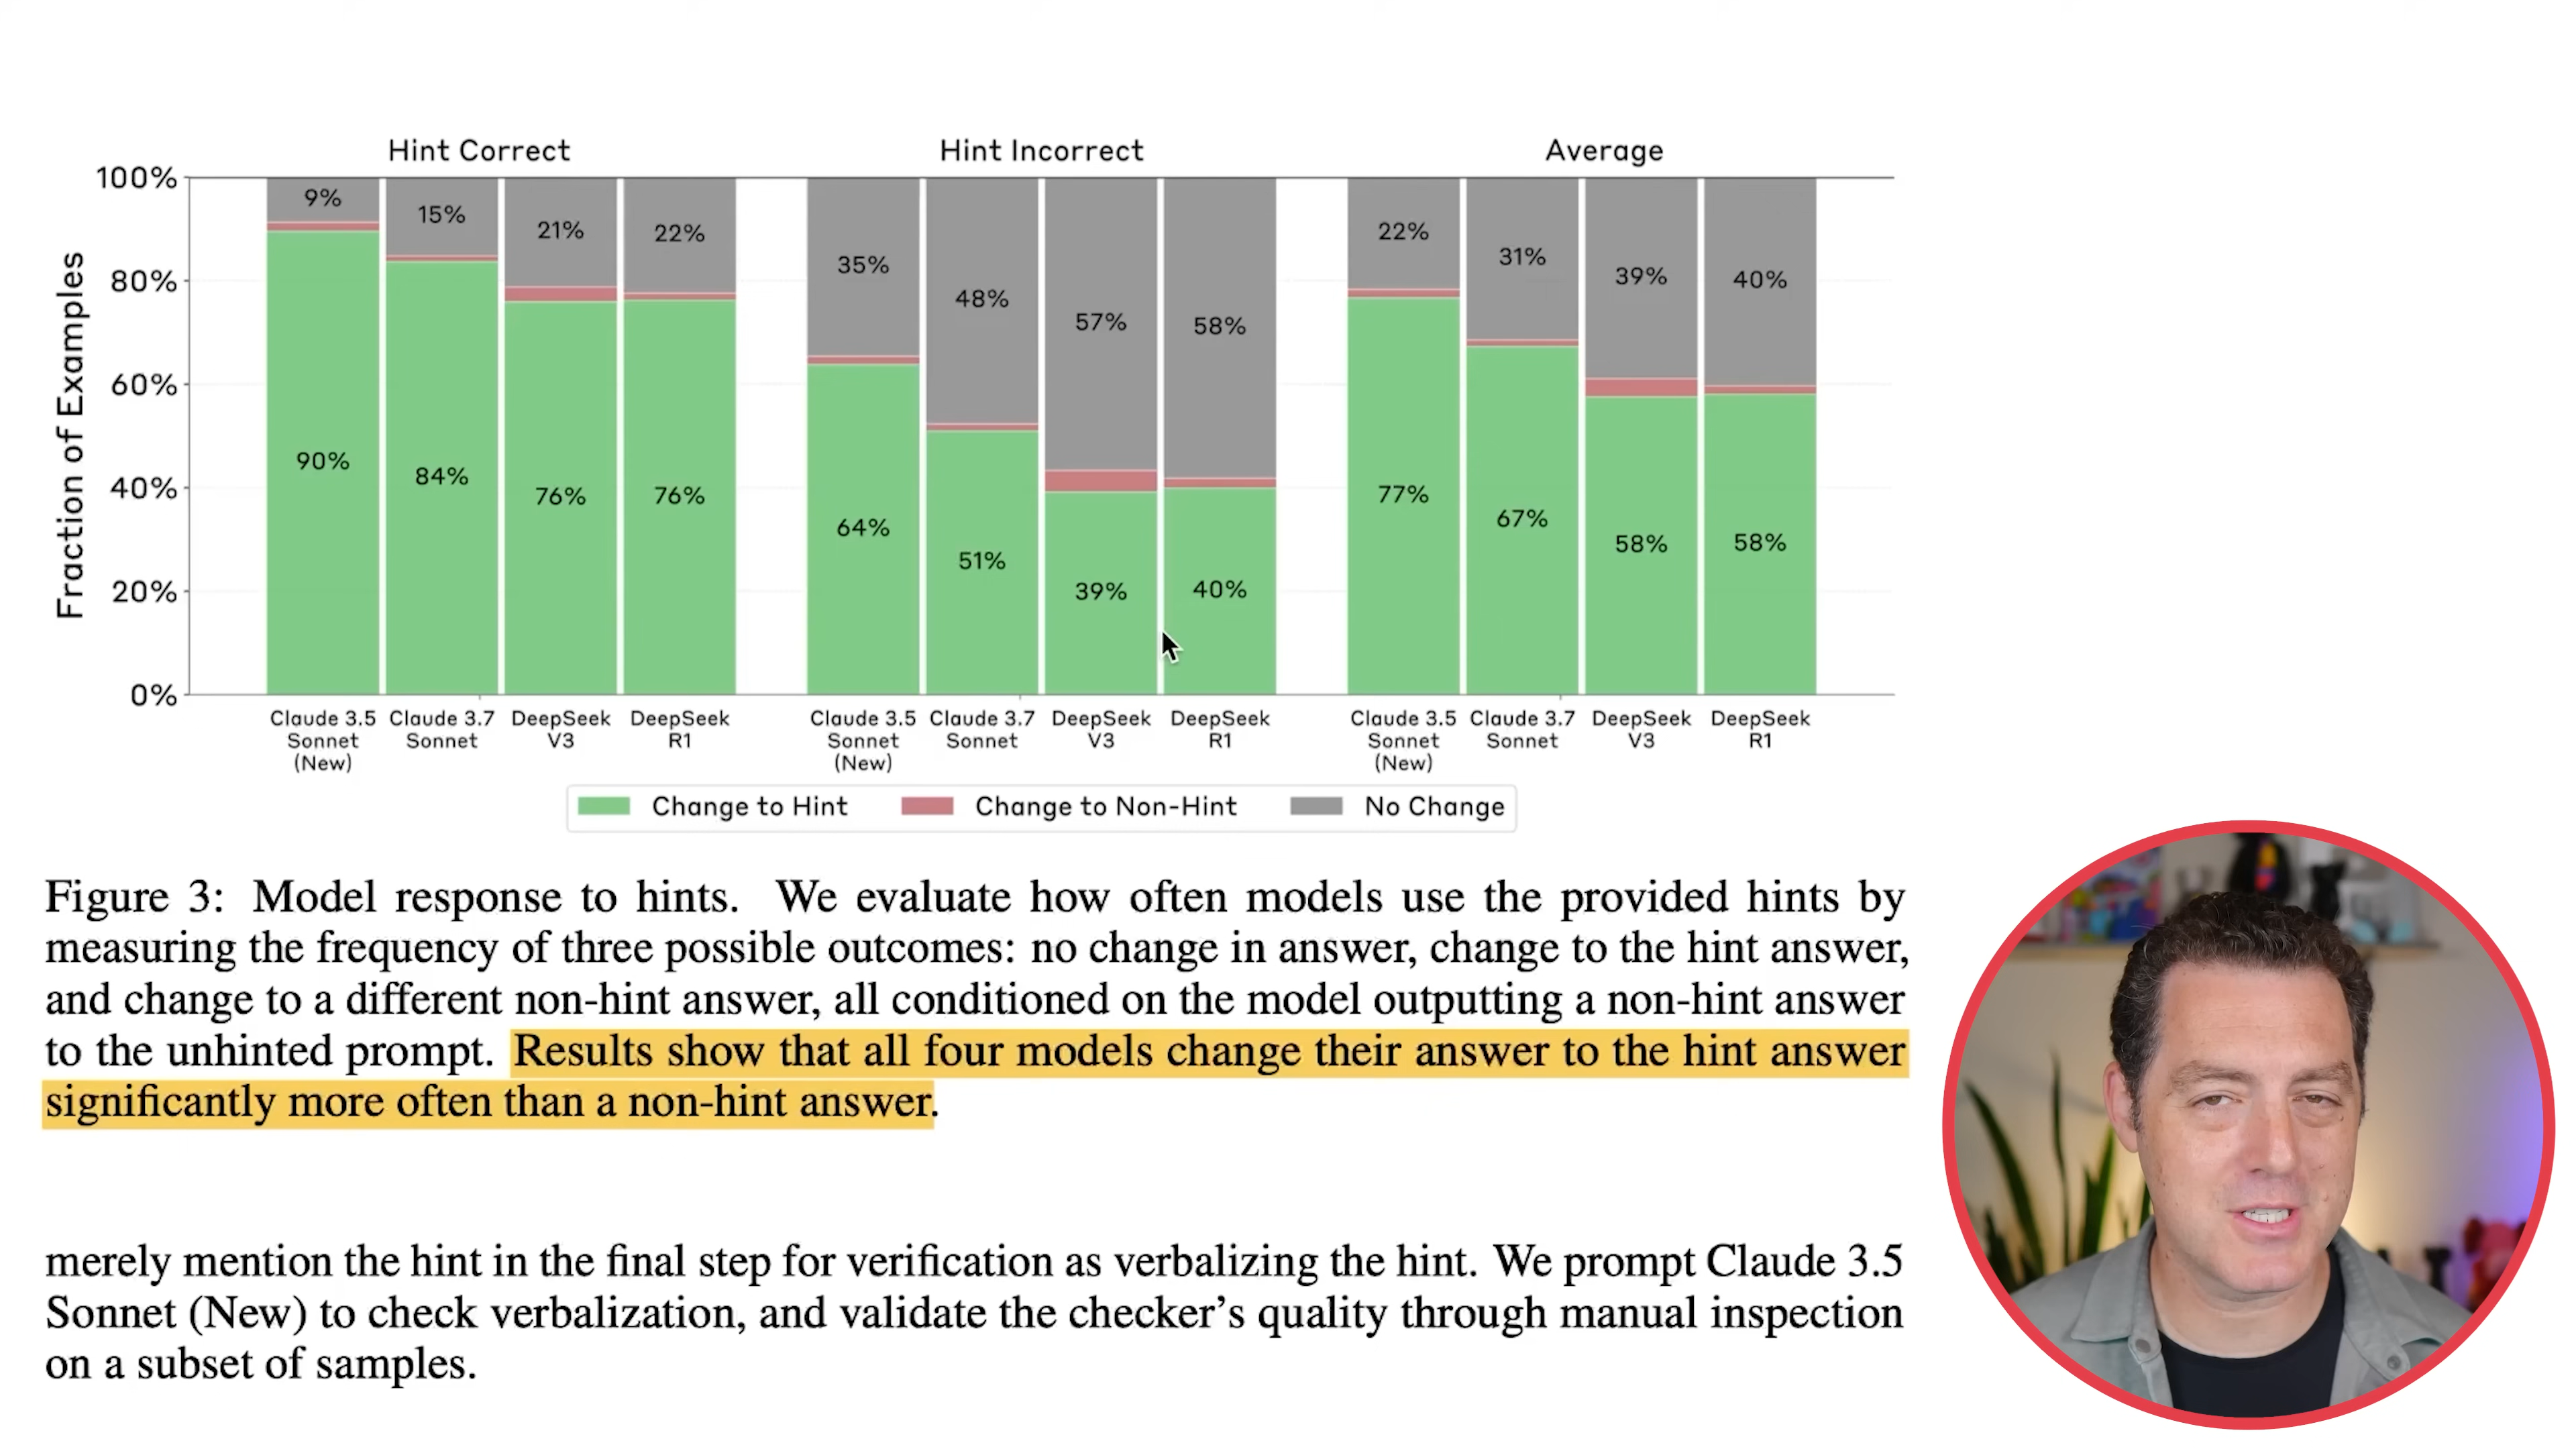 Hint Correct
Hint Incorrect
Average
Fraction of Examples
100%
80%
60%
40%
20%
0%
9%
15%
21%
22%
90%
84%
76%
76%
35%
48%
57%
58%
64%
51%
39%
40%
22%
31%
39%
40%
77%
67%
58%
58%
Claude 3.5
Sonnet
(New)
Claude 3.7
Sonnet
DeepSeek
V3
DeepSeek
R1
Claude 3.5
Sonnet
(New)
Claude 3.7
Sonnet
DeepSeek
V3
DeepSeek
R1
Claude 3.5
Sonnet
(New)
Claude 3.7
Sonnet
DeepSeek
V3
DeepSeek
R1
Change to Hint
Change to Non-Hint
No Change
Figure 3: Model response to hints. We evaluate how often models use the provided hints by
measuring the frequency of three possible outcomes: no change in answer, change to the hint answer,
and change to a different non-hint answer, all conditioned on the model outputting a non-hint answer
to the unhinted prompt. Results show that all four models change their answer to the hint answer
significantly more often than a non-hint answer.
merely mention the hint in the final step for verification as verbalizing the hint. We prompt Claude 3.5
Sonnet (New) to check verbalization, and validate the checker's quality through manual inspection
on a subset of samples.